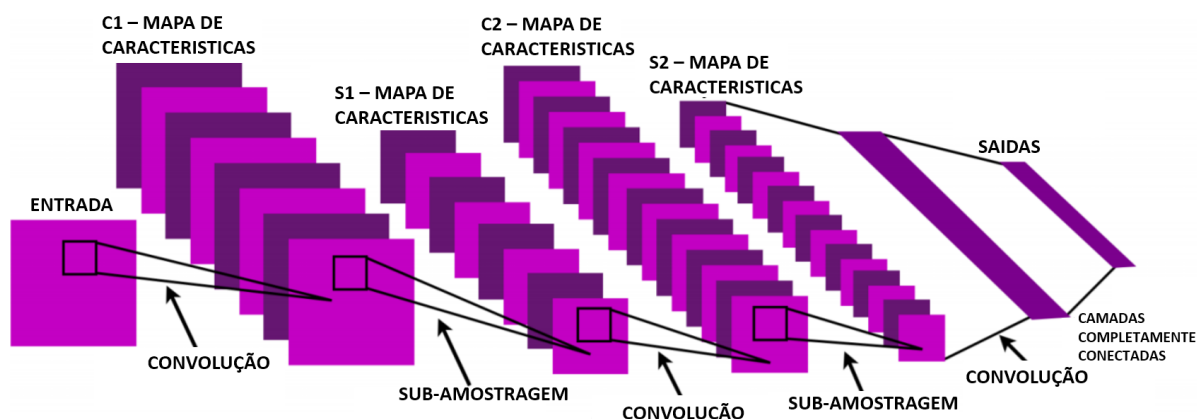 C1 – MAPA DE
CARACTERISTICAS
S1 – MAPA DE
CARACTERISTICAS
C2 – MAPA DE
CARACTERISTICAS
S2 – MAPA DE
CARACTERISTICAS
SAIDAS
ENTRADA
CONVOLUÇÃO
SUB-AMOSTRAGEM
CONVOLUÇÃO
SUB-AMOSTRAGEM
CONVOLUÇÃO
CAMADAS
COMPLETAMENTE
CONECTADAS